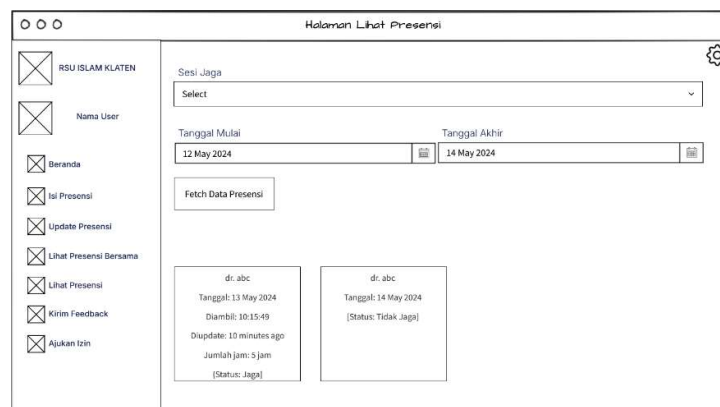 Halaman Lihat Presensi
RSU ISLAM KLATEN
Nama User
Beranda
Isi Presensi
Update Presensi
Lihat Presensi Bersama
Lihat Presensi
Kirim Feedback
Ajukan Izin
Sesi Jaga
Select
Tanggal Mulai
Tanggal Akhir
12 May 2024
14 May 2024
Fetch Data Presensi
dr. abc
Tanggal: 13 May 2024
Diambil: 10:15:49
Diupdate: 10 minutes ago
Jumlah jam: 5 jam
[Status: Jaga]
dr. abc
Tanggal: 14 May 2024
[Status: Tidak Jaga]